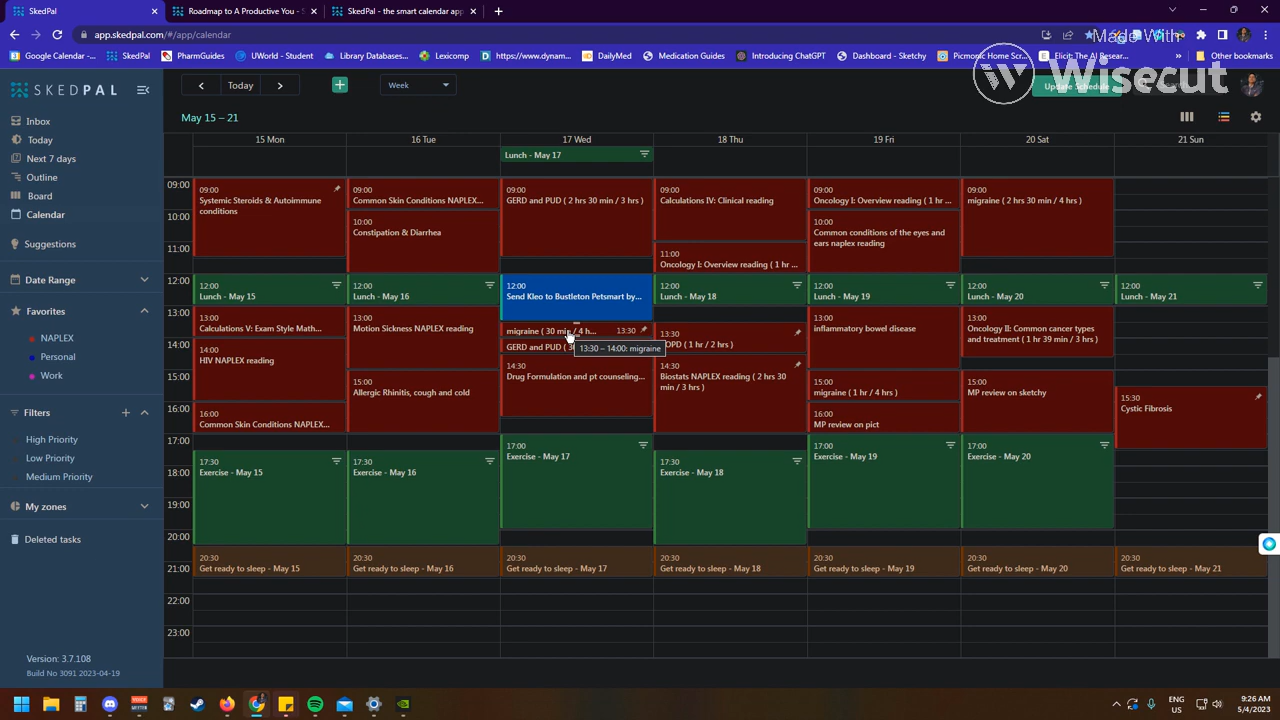 SkedPal
Roadmap to A Productive You - S
SkedPal - the smart calendar app
app.skedpal.com/#/app/calendar
Made With
Wisecut
Google Calendar
SkedPal
PharmGuides
UWorld - Student
Library Databases...
Lexicomp
https://www.dynam...
DailyMed
Medication Guides
Introducing ChatGPT
Dashboard - Sketchy
Picmonic Home Scr...
Elicit: The AI Resear...
Other bookmarks
SKEDPAL
Today
Week
Update Schedule
Inbox
Today
Next 7 days
Outline
Board
Calendar
Suggestions
Date Range
Favorites
NAPLEX
Personal
Work
Filters
High Priority
Low Priority
Medium Priority
My zones
Deleted tasks
Version: 3.7.108
Build No 3091 2023-04-19
May 15 – 21
15 Mon
16 Tue
17 Wed
18 Thu
19 Fri
20 Sat
21 Sun
Lunch - May 17
09:00
10:00
11:00
12:00
13:00
14:00
15:00
16:00
17:00
18:00
19:00
20:00
21:00
22:00
23:00
09:00
Systemic Steroids & Autoimmune
conditions
12:00
Lunch - May 15
13:00
Calculations V: Exam Style Math...
14:00
HIV NAPLEX reading
16:00
Common Skin Conditions NAPLEX...
17:30
Exercise - May 15
20:30
Get ready to sleep - May 15
09:00
Common Skin Conditions NAPLEX...
10:00
Constipation & Diarrhea
12:00
Lunch - May 16
13:00
Motion Sickness NAPLEX reading
15:00
Allergic Rhinitis, cough and cold
17:30
Exercise - May 16
20:30
Get ready to sleep - May 16
09:00
GERD and PUD ( 2 hrs 30 min / 3 hrs )
12:00
Send Kleo to Bustleton Petsmart by...
migraine ( 30 min / 4 h...
13:30
GERD and PUD ( 3
13:30 – 14:00: migraine
14:30
Drug Formulation and pt counseling...
17:00
Exercise - May 17
20:30
Get ready to sleep - May 17
09:00
Calculations IV: Clinical reading
11:00
Oncology I: Overview reading ( 1 hr ...
12:00
Lunch - May 18
13:30
OPD ( 1 hr / 2 hrs )
14:30
Biostats NAPLEX reading ( 2 hrs 30
min / 3 hrs )
17:30
Exercise - May 18
20:30
Get ready to sleep - May 18
09:00
Oncology I: Overview reading ( 1 hr ...
10:00
Common conditions of the eyes and
ears naplex reading
12:00
Lunch - May 19
13:00
inflammatory bowel disease
15:00
migraine ( 1 hr / 4 hrs )
16:00
MP review on pict
17:00
Exercise - May 19
20:30
Get ready to sleep - May 19
09:00
migraine ( 2 hrs 30 min / 4 hrs )
12:00
Lunch - May 20
13:00
Oncology II: Common cancer types
and treatment ( 1 hr 39 min / 3 hrs )
15:00
MP review on sketchy
17:00
Exercise - May 20
20:30
Get ready to sleep - May 20
12:00
Lunch - May 21
15:30
Cystic Fibrosis
20:30
Get ready to sleep - May 21
ENG
US
9:26 AM
5/4/2023